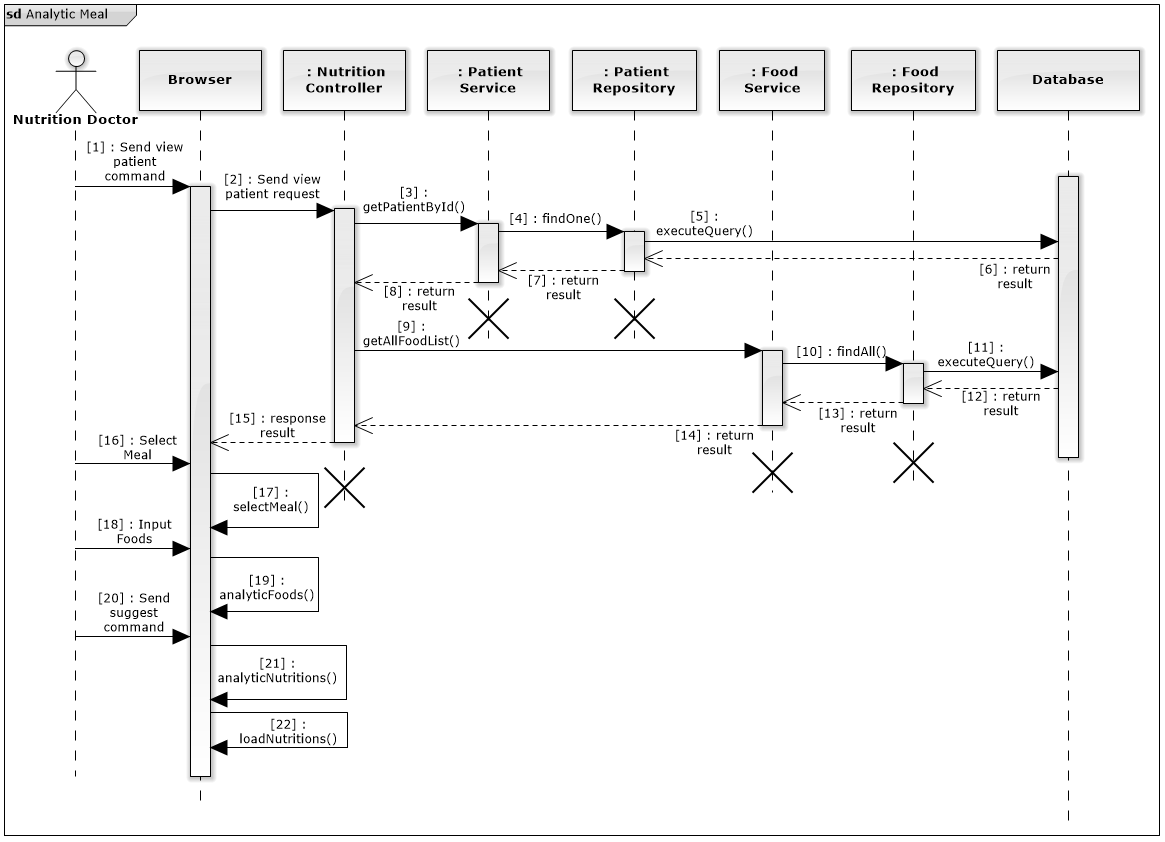 sd Analytic Meal
Nutrition Doctor
Browser
: Nutrition
Controller
: Patient
Service
: Patient
Repository
: Food
Service
: Food
Repository
Database
[1] : Send view
patient
command
[2] : Send view
patient request
[3] :
getPatientById()
[4] : findOne()
[5] :
executeQuery()
[6] : return
result
[7] : return
result
[8] : return
result
[9] :
getAllFoodList()
[10] : findAll()
[11] :
executeQuery()
[12] : return
result
[13] : return
result
[14] : return
result
[15] : response
result
[16] : Select
Meal
[17] :
selectMeal()
[18] : Input
Foods
[19] :
analyticFoods()
[20] : Send
suggest
command
[21] :
analyticNutritions()
[22] :
loadNutritions()